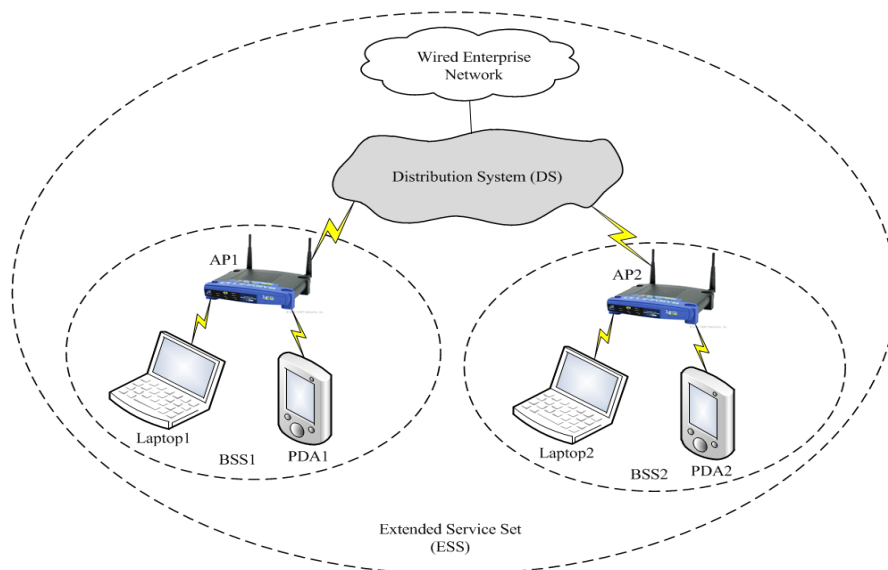 Wired Enterprise
Network
Distribution System (DS)
AP1
AP2
Laptop1
BSS1
PDA1
Laptop2
BSS2
PDA2
Extended Service Set
(ESS)